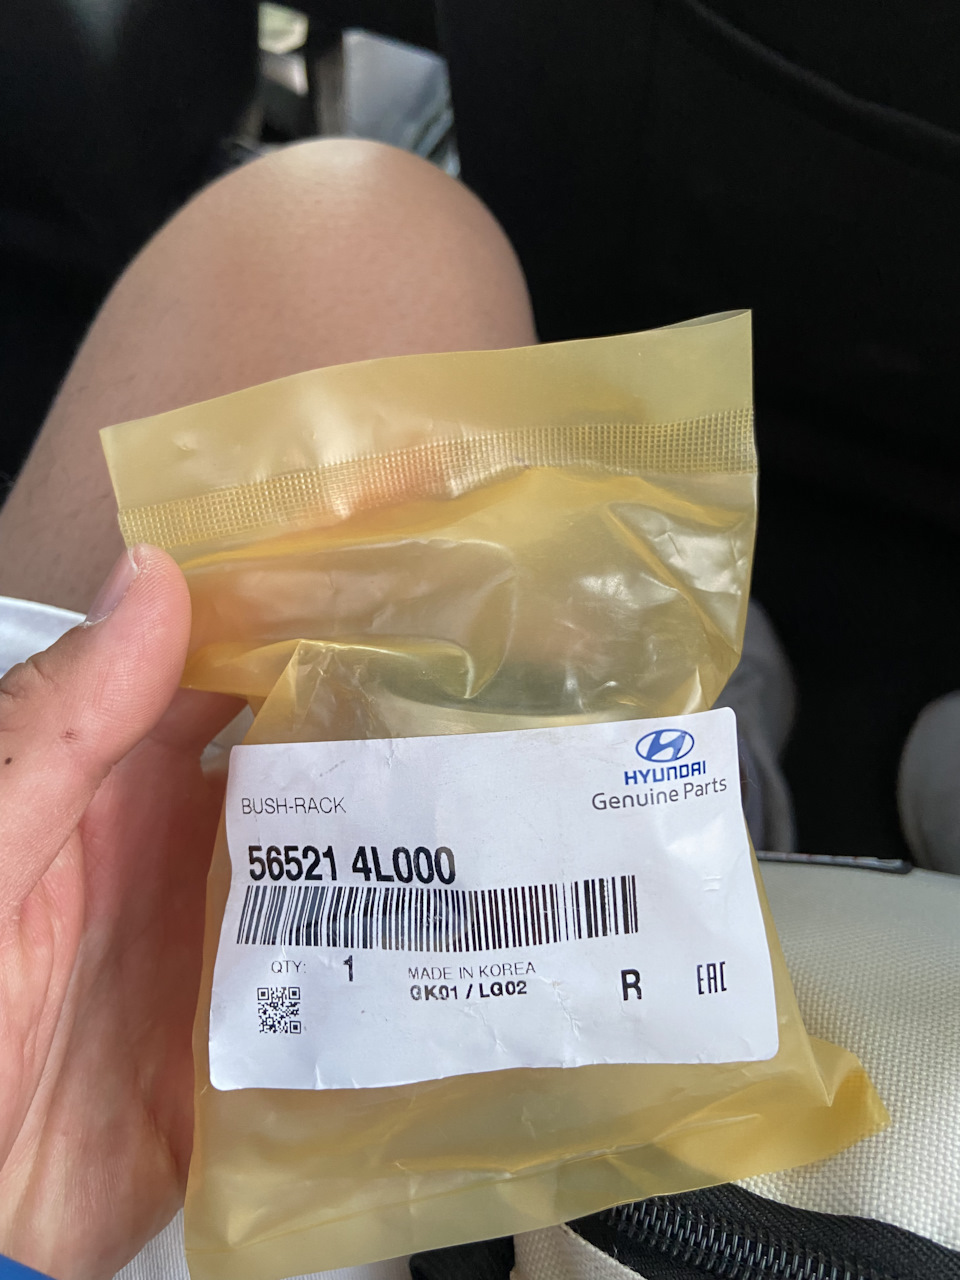 HYUNDAI
Genuine Parts
BUSH-RACK
56521 4L000
QTY: 1
MADE IN KOREA
GK01 / LG02
R
EAC